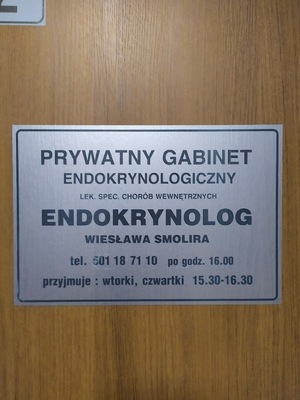 2
PRYWATNY GABINET
ENDOKRYNOLOGICZNY
LEK. SPEC. CHORÓB WEWNĘTRZNYCH
ENDOKRYNOLOG
WIESŁAWA SMOLIRA
tel. 601 18 71 10 po godz. 16.00
przyjmuje : wtorki, czwartki 15.30-16.30